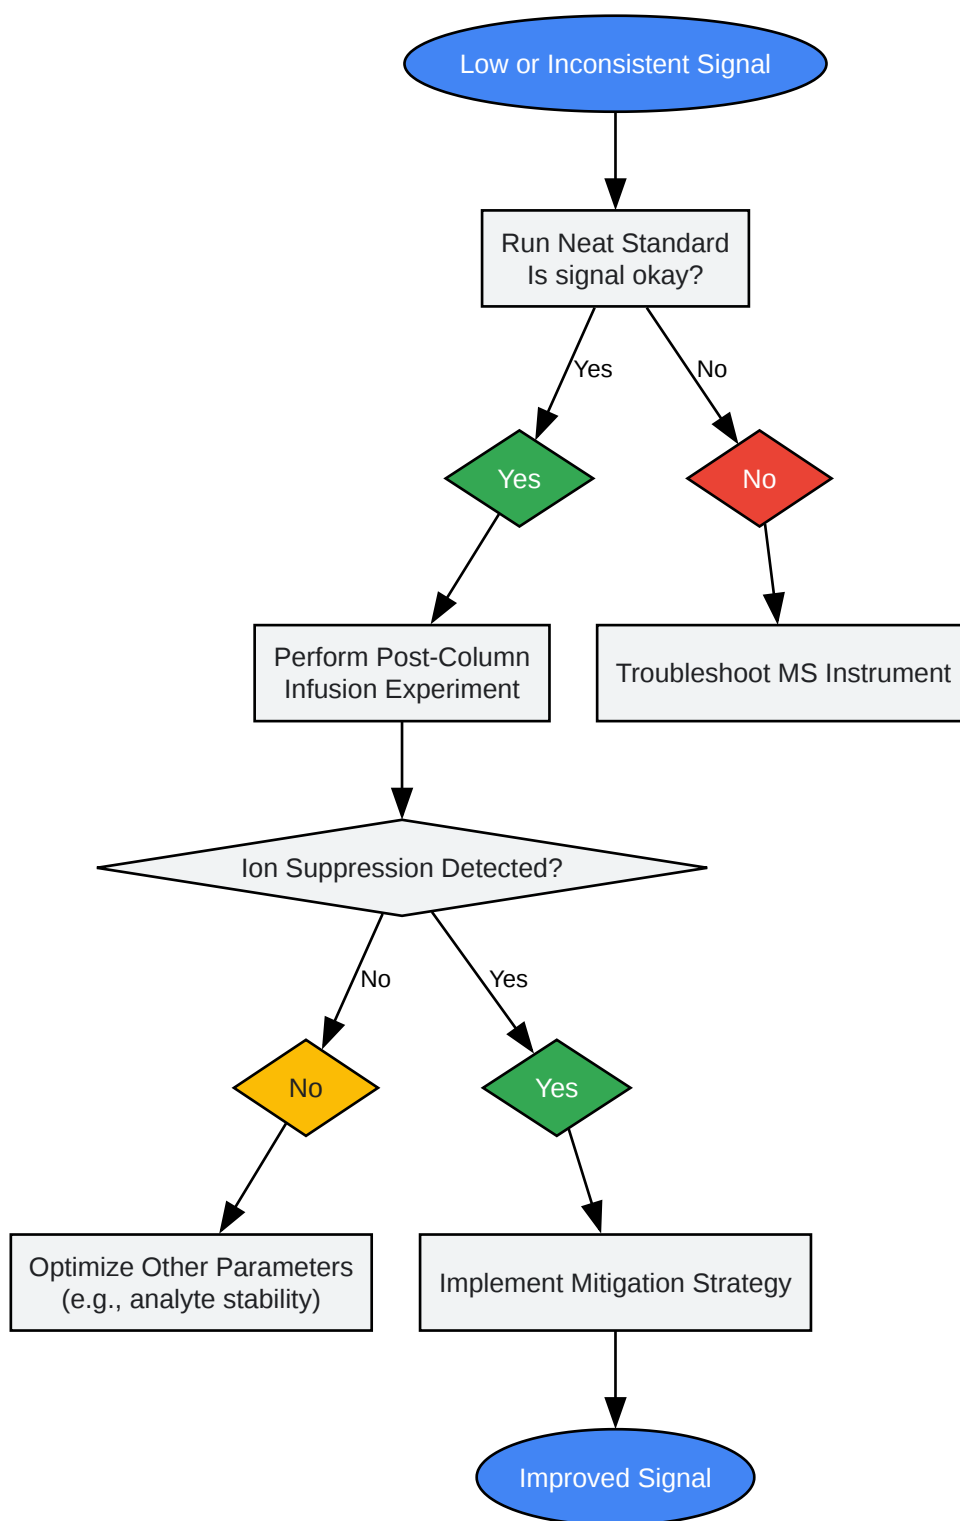 Low or Inconsistent Signal
Run Neat Standard
Is signal okay?
Yes
No
Yes
No
Perform Post-Column
Infusion Experiment
Troubleshoot MS Instrument
Ion Suppression Detected?
No
Yes
No
Yes
Optimize Other Parameters
(e.g., analyte stability)
Implement Mitigation Strategy
Improved Signal